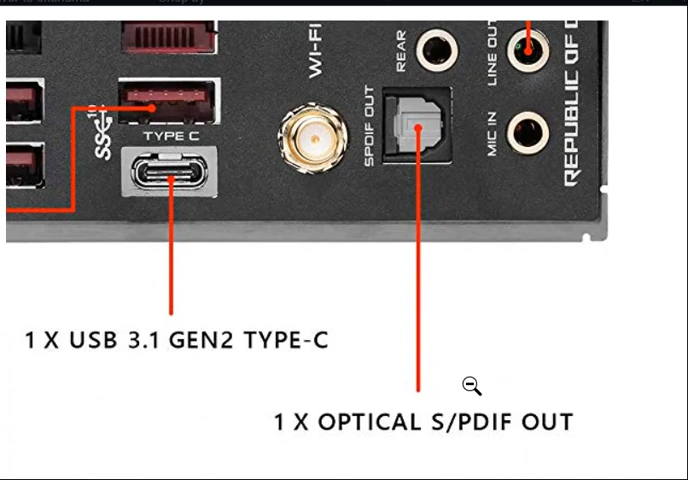 WI-FI
REAR
LINE OUT
REPUBLIC OF
SS 10
TYPE C
SPDIF OUT
MIC IN
1 X USB 3.1 GEN2 TYPE-C
1 X OPTICAL S/PDIF OUT